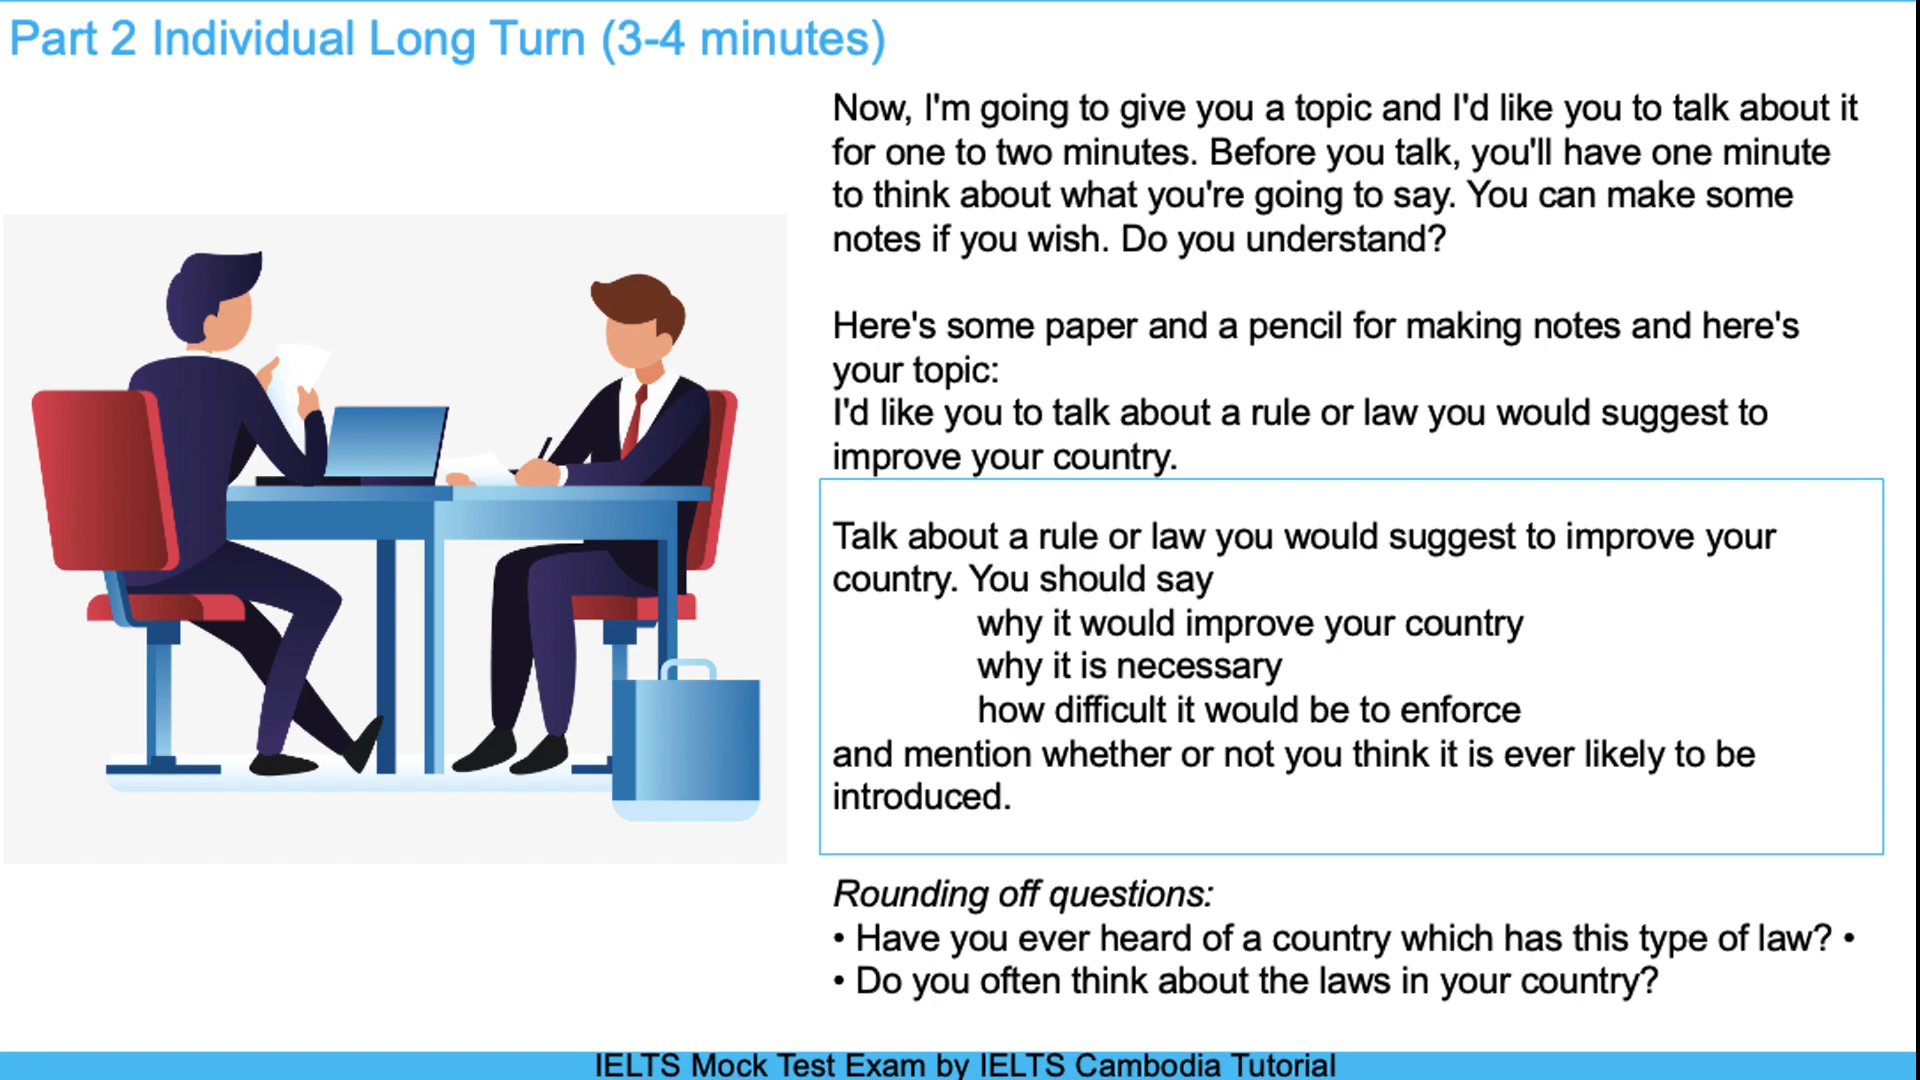 Part 2 Individual Long Turn (3-4 minutes)
Now, I'm going to give you a topic and I'd like you to talk about it
for one to two minutes. Before you talk, you'll have one minute
to think about what you're going to say. You can make some
notes if you wish. Do you understand?
Here's some paper and a pencil for making notes and here's
your topic:
I'd like you to talk about a rule or law you would suggest to
improve your country.
Talk about a rule or law you would suggest to improve your
country. You should say
why it would improve your country
why it is necessary
how difficult it would be to enforce
and mention whether or not you think it is ever likely to be
introduced.
Rounding off questions:
• Have you ever heard of a country which has this type of law? •
• Do you often think about the laws in your country?
IELTS Mock Test Exam by IELTS Cambodia Tutorial